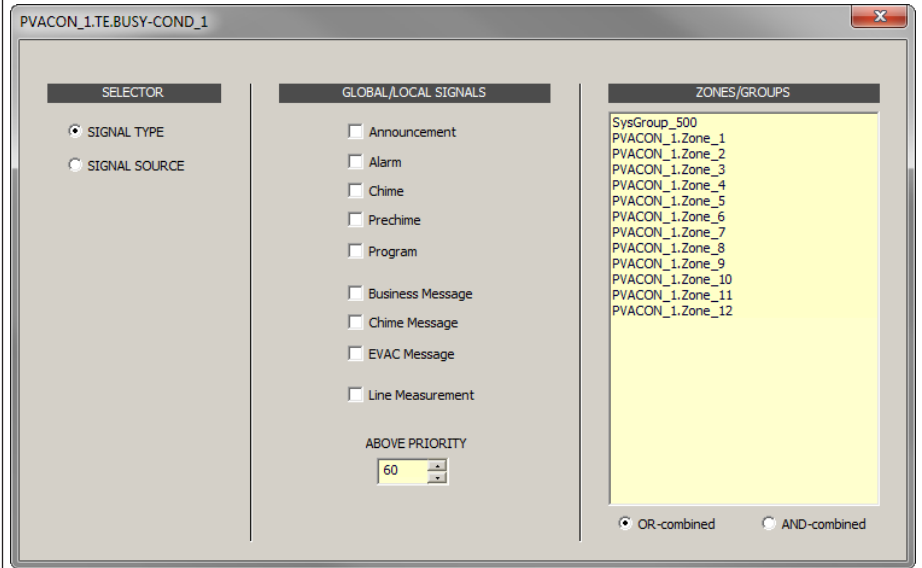 PVACON_1.TE.BUSY-COND_1
SELECTOR
SIGNAL TYPE
SIGNAL SOURCE
GLOBAL/LOCAL SIGNALS
Announcement
Alarm
Chime
Prechime
Program
Business Message
Chime Message
EVAC Message
Line Measurement
ABOVE PRIORITY
60
ZONES/GROUPS
SysGroup_500
PVACON_1.Zone_1
PVACON_1.Zone_2
PVACON_1.Zone_3
PVACON_1.Zone_4
PVACON_1.Zone_5
PVACON_1.Zone_6
PVACON_1.Zone_7
PVACON_1.Zone_8
PVACON_1.Zone_9
PVACON_1.Zone_10
PVACON_1.Zone_11
PVACON_1.Zone_12
OR-combined AND-combined